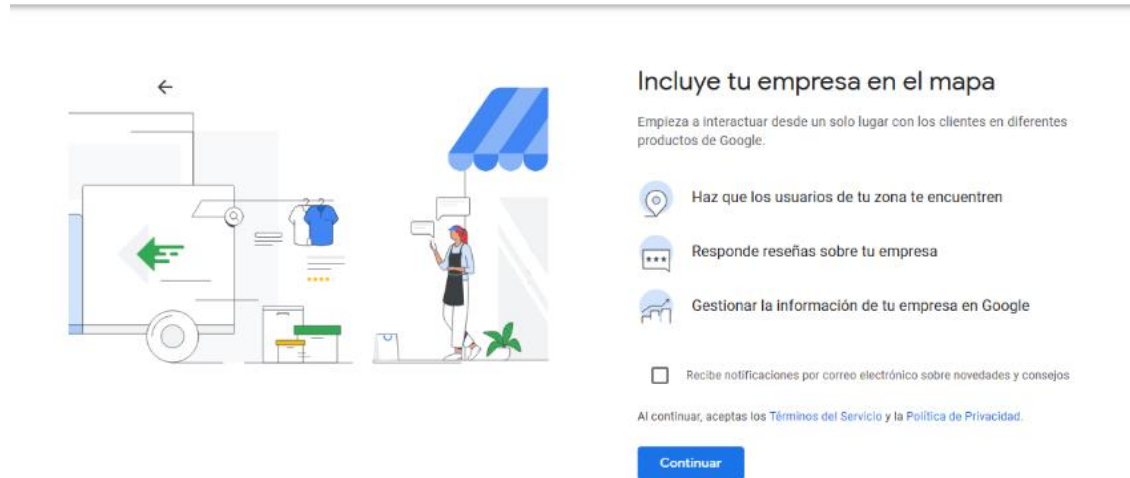 Incluye tu empresa en el mapa
Empieza a interactuar desde un solo lugar con los clientes en diferentes
productos de Google.
Haz que los usuarios de tu zona te encuentren
Responde reseñas sobre tu empresa
Gestionar la información de tu empresa en Google
Recibe notificaciones por correo electrónico sobre novedades y consejos
Al continuar, aceptas los Términos del Servicio y la Política de Privacidad.
Continuar